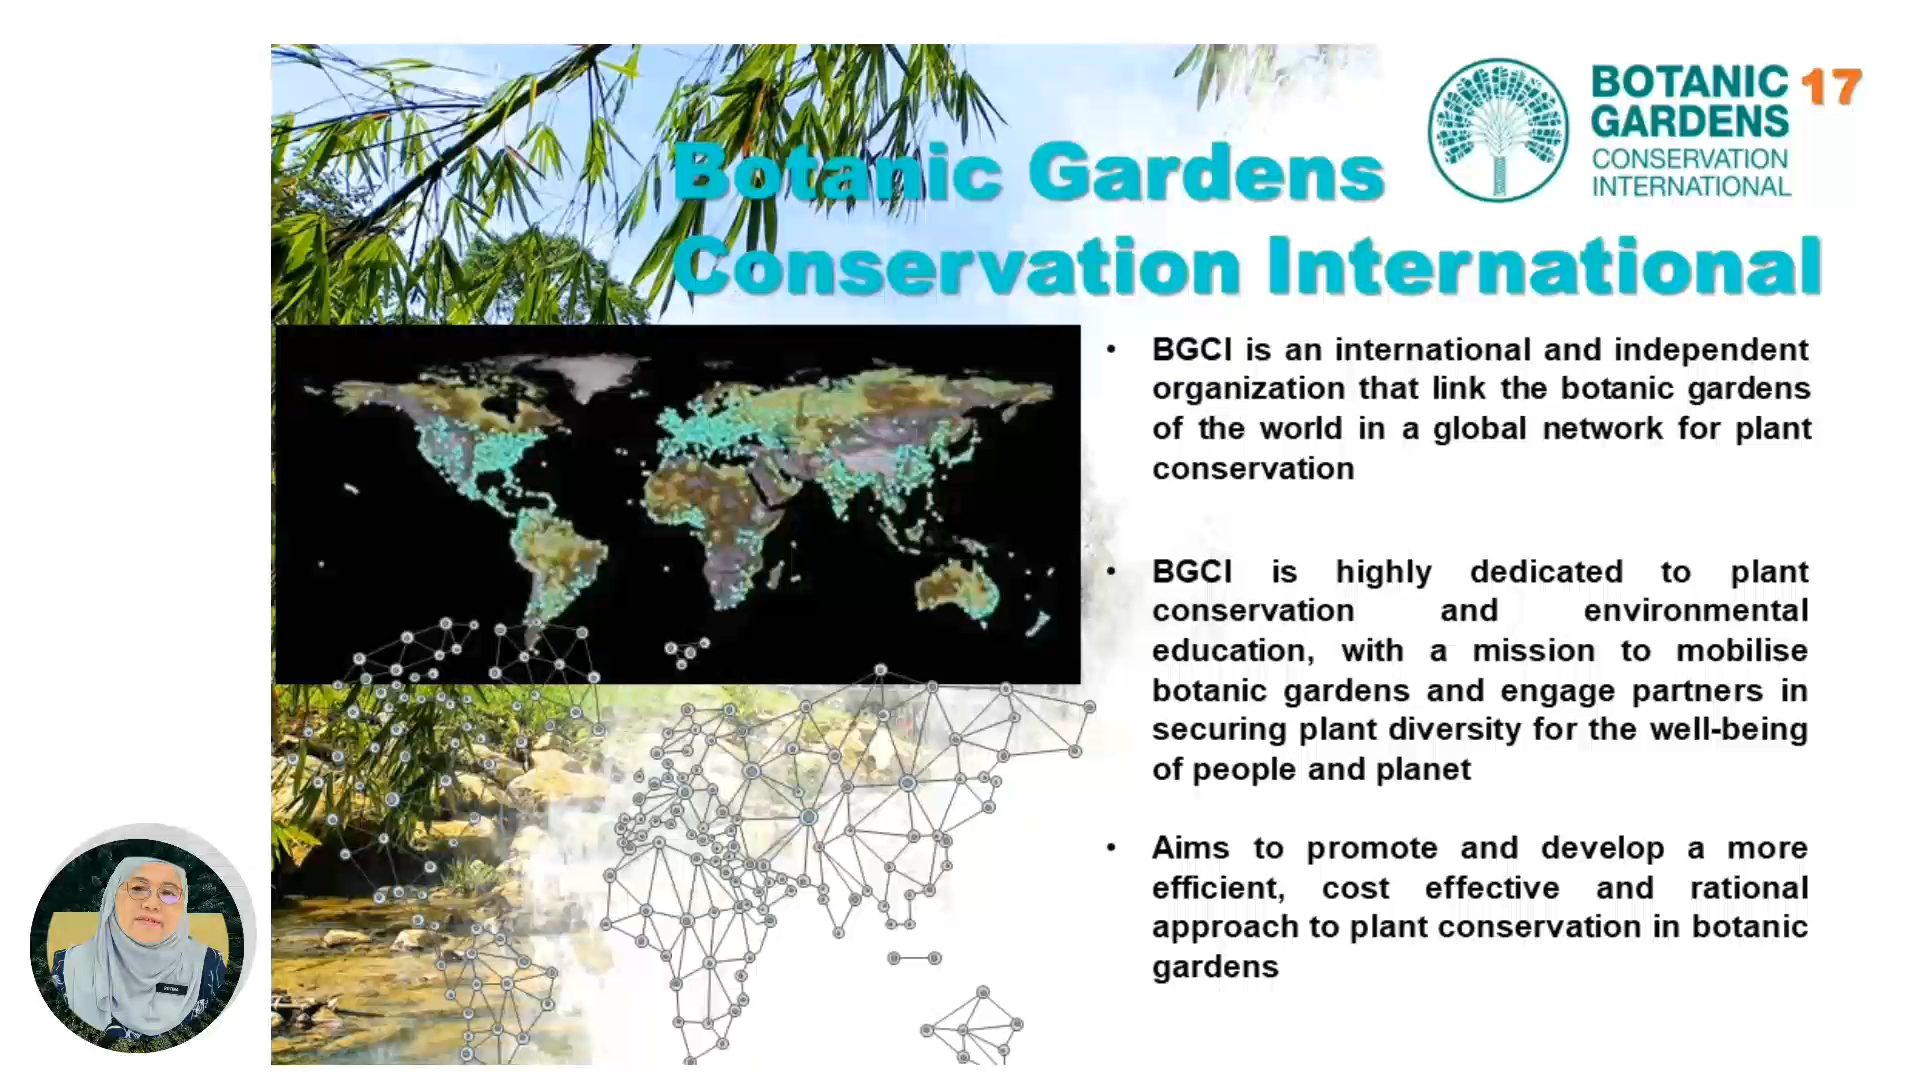 BOTANIC
GARDENS
CONSERVATION
INTERNATIONAL
17
Botanic Gardens
Conservation International
• BGCI is an international and independent
organization that link the botanic gardens
of the world in a global network for plant
conservation
• BGCI is highly dedicated to plant
conservation and environmental
education, with a mission to mobilise
botanic gardens and engage partners in
securing plant diversity for the well-being
of people and planet
• Aims to promote and develop a more
efficient, cost effective and rational
approach to plant conservation in botanic
gardens